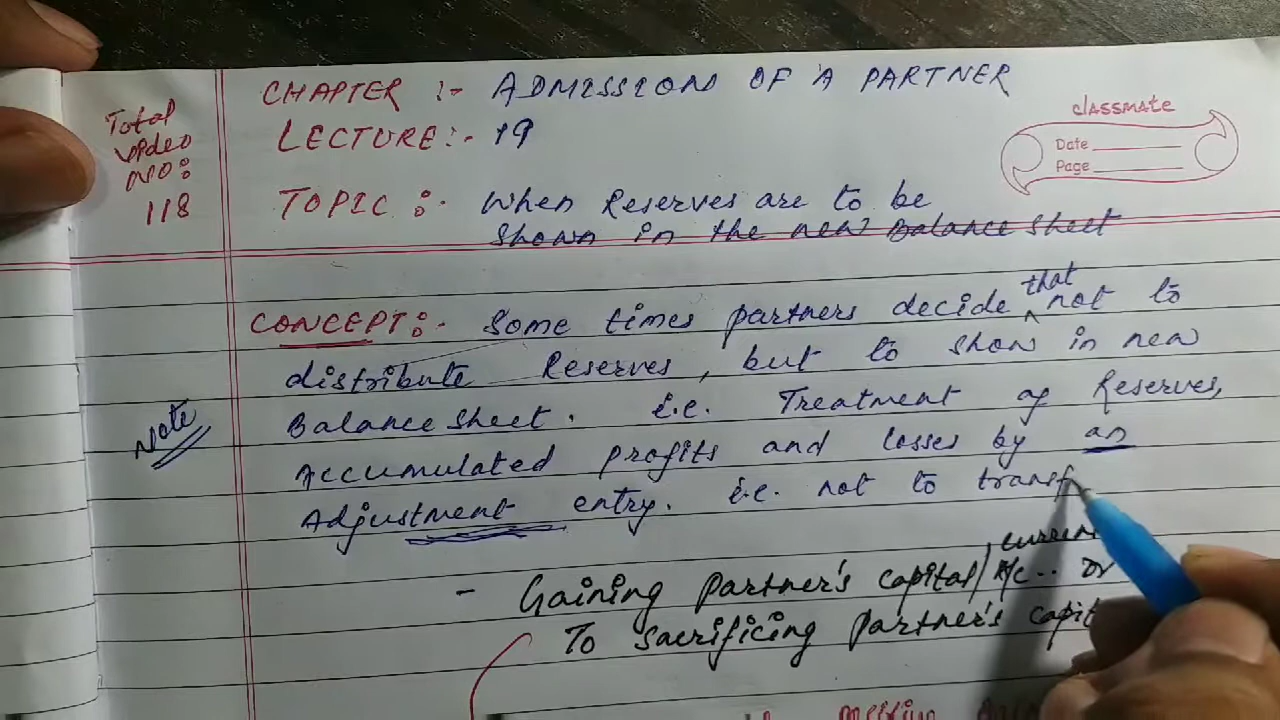 Total
video
NO:
118
CHAPTER :- ADMISSION OF A PARTNER
LECTURE:- 19
TOPIC :- When Reserves are to be
shown in the new Balance Sheet
classmate
Date
Page
CONCEPT:- Some times partners decide that not to
distribute Reserves, but to show in new
Balance Sheet. i.e. Treatment of Reserves,
Note
Accumulated profits and losses by an
Adjustment entry. i.e. not to transf
- Gaining Partner's capital/current A/c.. Dr
To Sacrificing Partner's